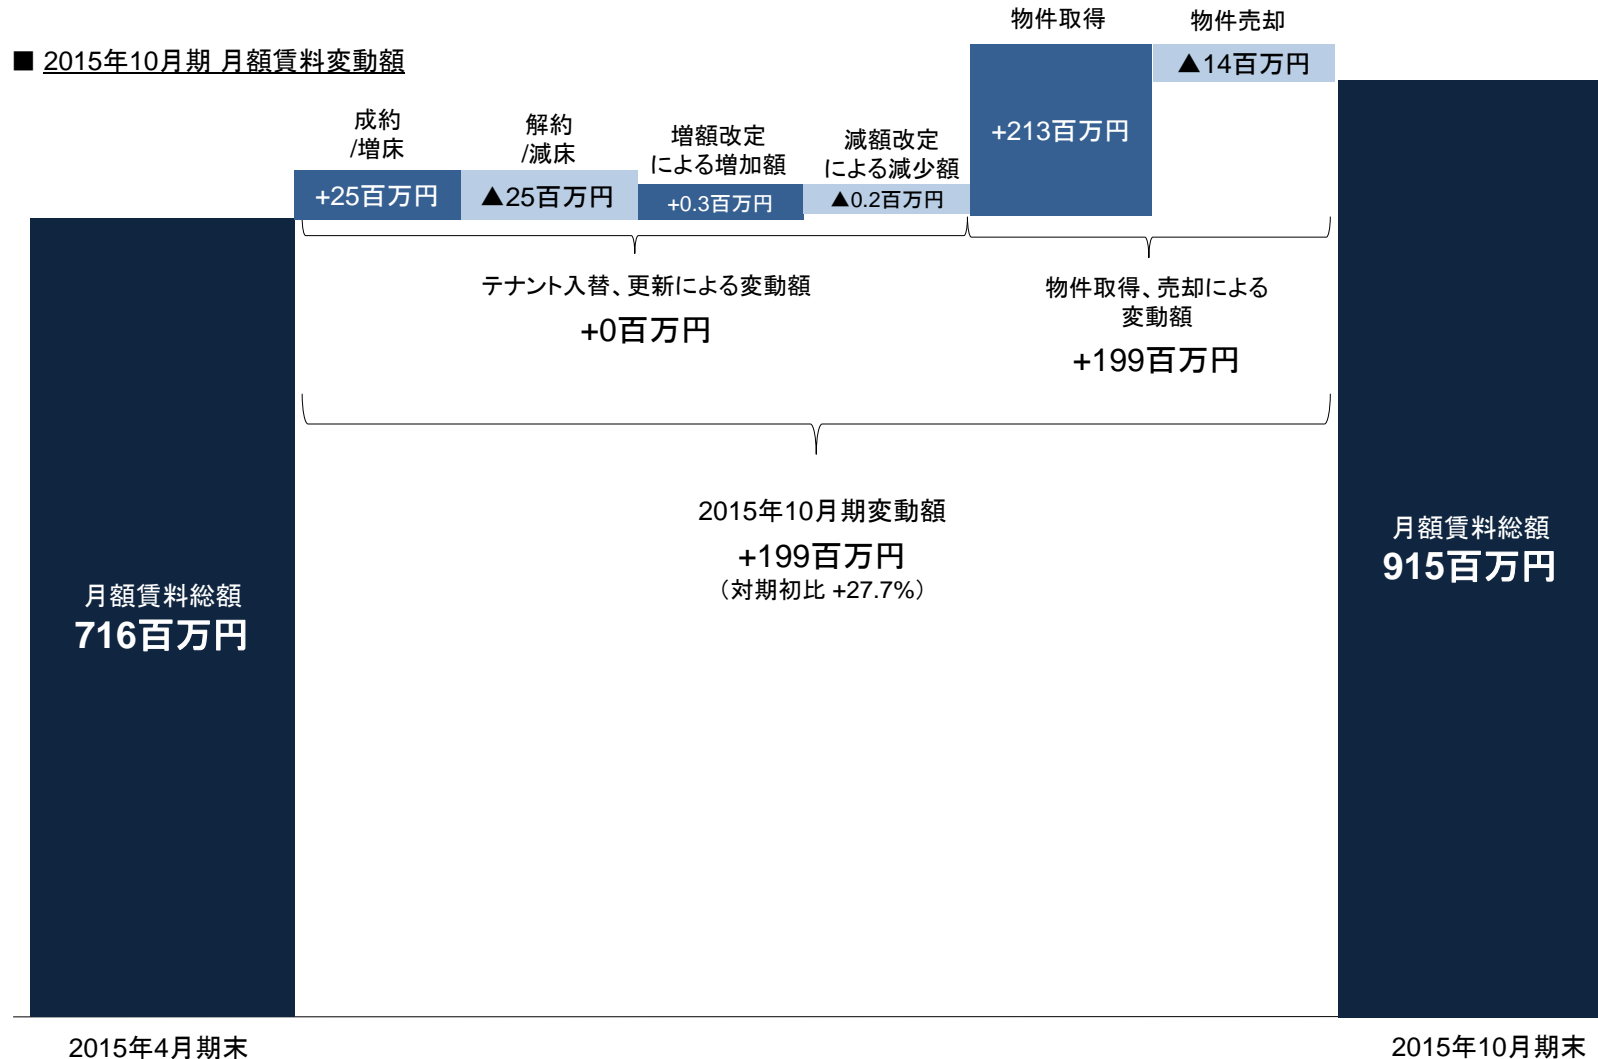 ■ 2015年10月期 月額賃料変動額
物件取得
物件売却
▲14百万円
成約
/増床
解約
/減床
増額改定
による増加額
減額改定
による減少額
+213百万円
+25百万円
▲25百万円
+0.3百万円
▲0.2百万円
テナント入替、更新による変動額
+0百万円
物件取得、売却による
変動額
+199百万円
2015年10月期変動額
+199百万円
（対期初比 +27.7%）
月額賃料総額
716百万円
月額賃料総額
915百万円
2015年4月期末
2015年10月期末